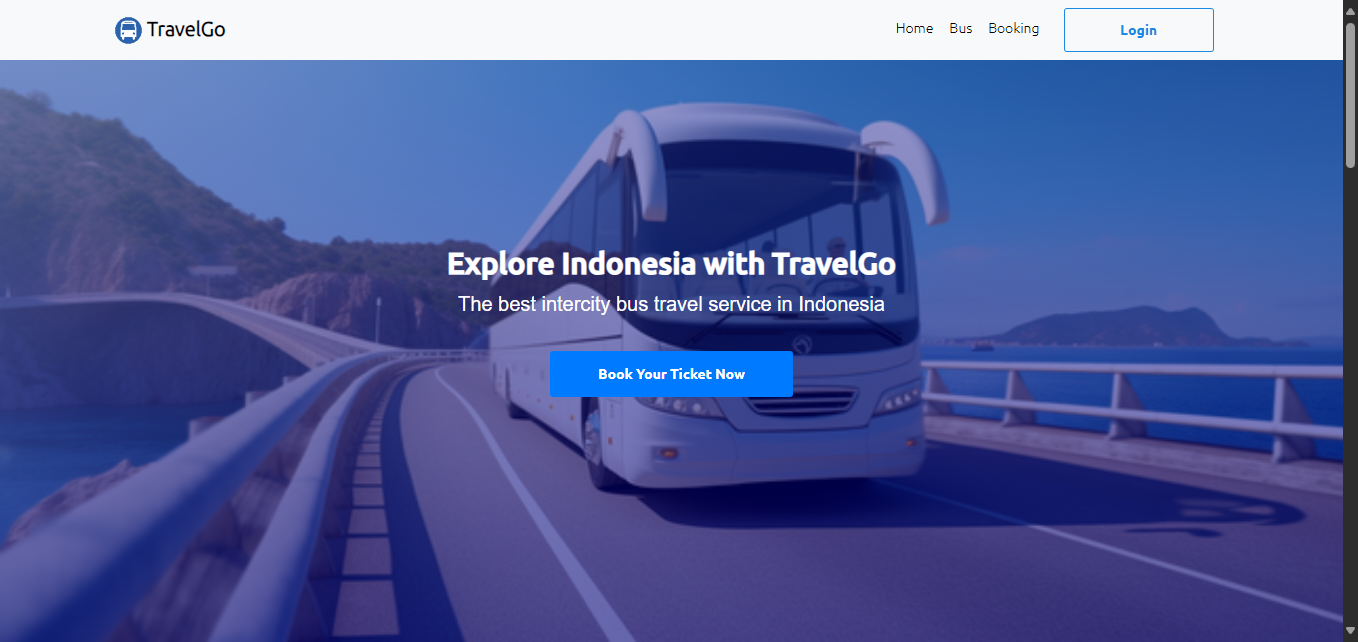 TravelGo
Home Bus Booking Login
Explore Indonesia with TravelGo
The best intercity bus travel service in Indonesia
Book Your Ticket Now